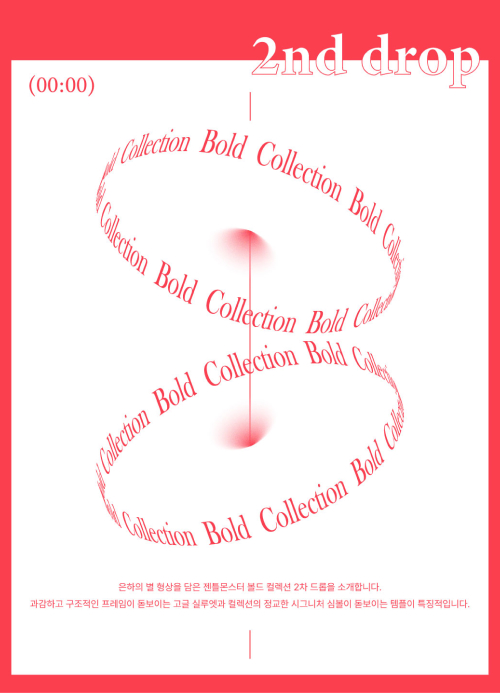 2nd drop
(00:00)
Collection Bold Collection Bold Collection
Collection Bold Collection Bold Collection
Collection Bold Collection Bold Collection
Collection Bold Collection Bold Collection
은하의 별 형상을 담은 젠틀몬스터 볼드 컬렉션 2차 드롭을 소개합니다.
과감하고 구조적인 프레임이 돋보이는 고글 실루엣과 컬렉션의 정교한 시그니처 심볼이 돋보이는 템플이 특징적입니다.